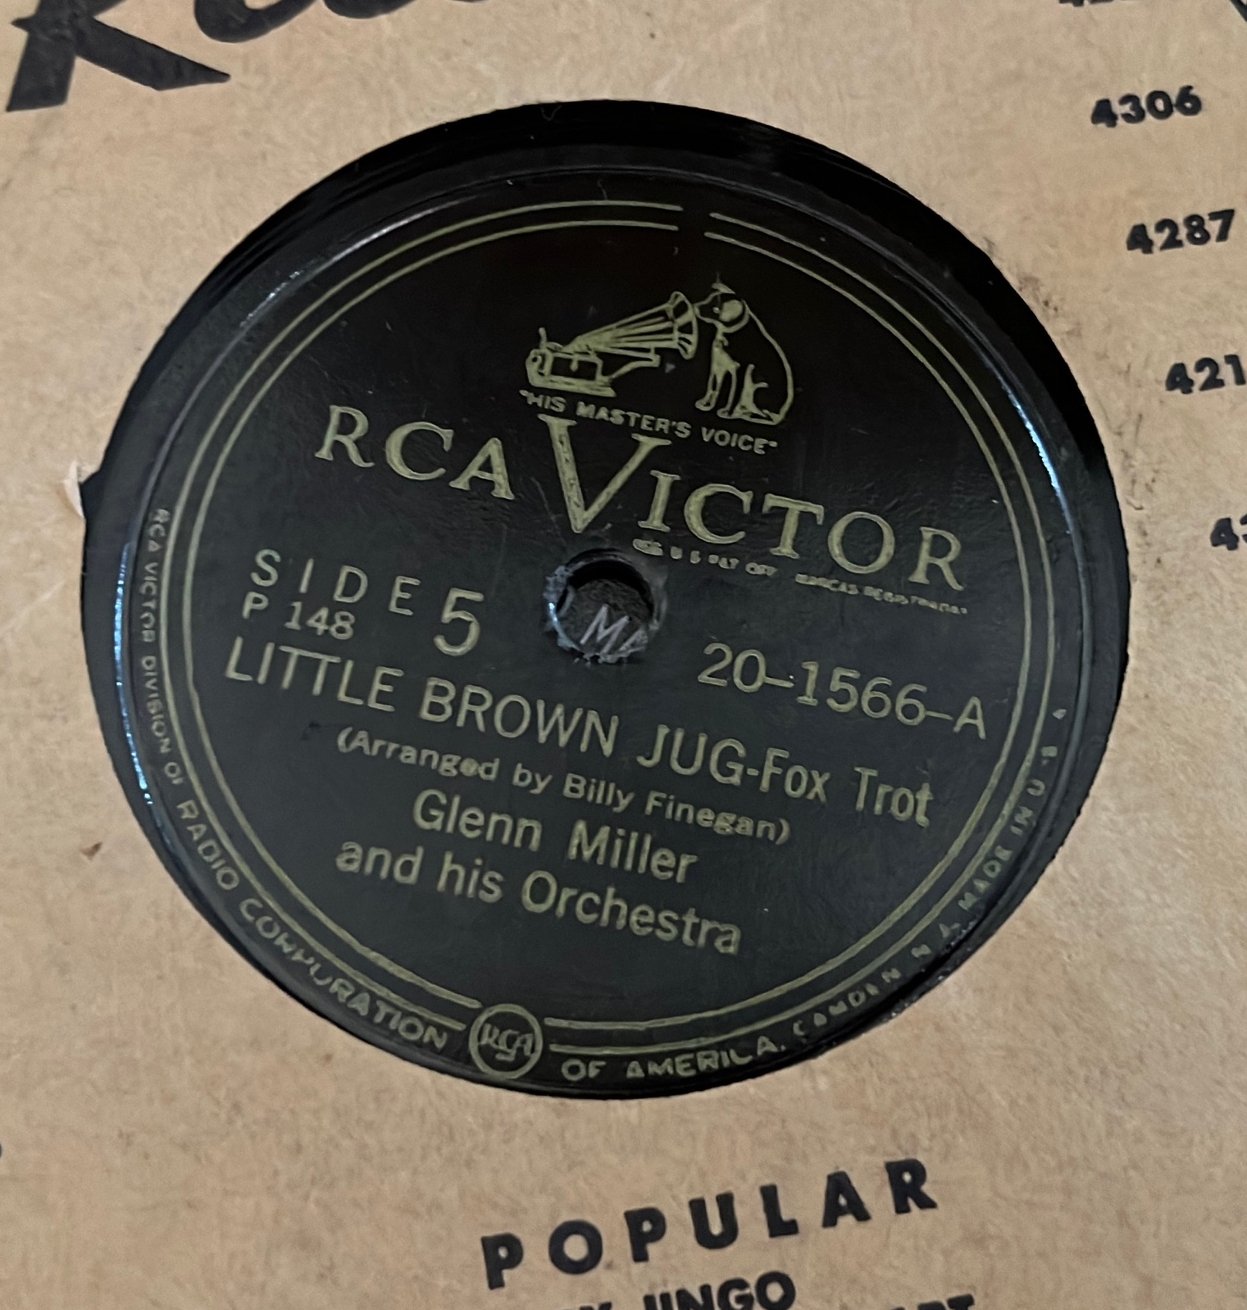 4306
4287
421
"HIS MASTER'S VOICE"
RCA VICTOR
SIDE 5
P 148
20-1566-A
LITTLE BROWN JUG-Fox Trot
(Arranged by Billy Finegan)
Glenn Miller
and his Orchestra
RCA VICTOR DIVISION OF RADIO CORPORATION RCA OF AMERICA, CAMDEN N J, MADE IN U S A
POPULAR
JINGO